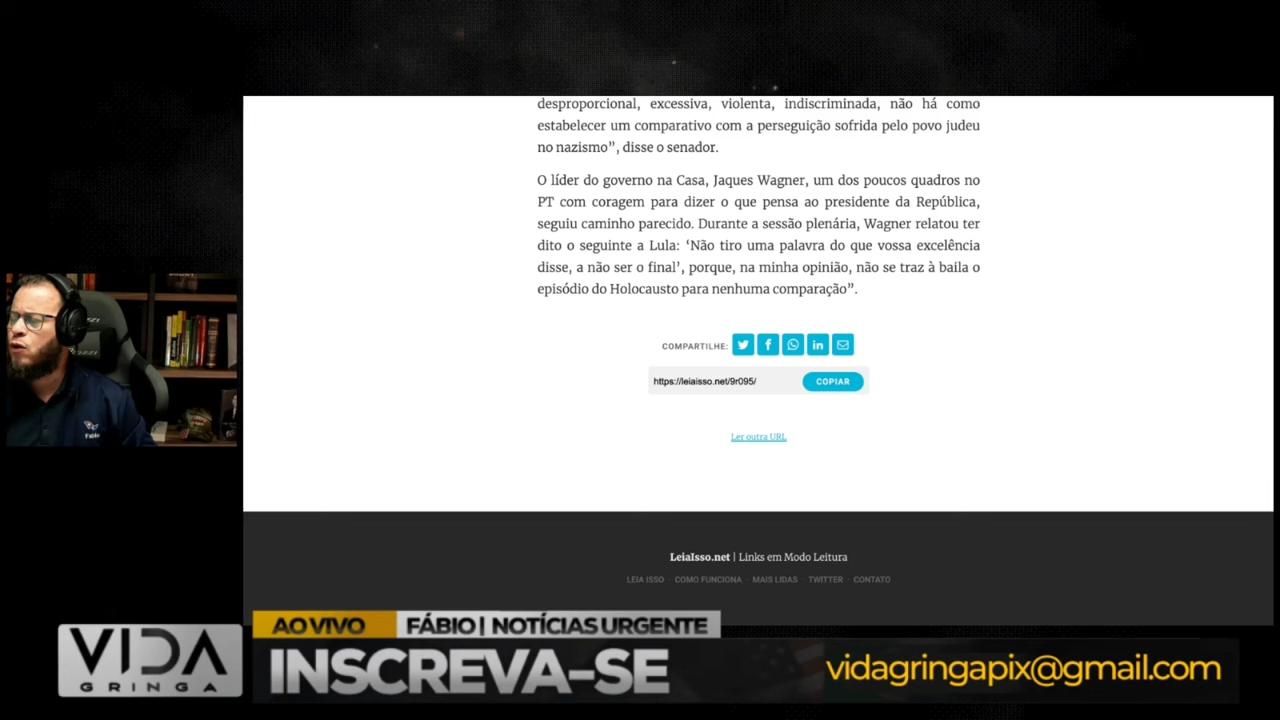 desproporcional, excessiva, violenta, indiscriminada, não há como
estabelecer um comparativo com a perseguição sofrida pelo povo judeu
no nazismo”, disse o senador.
O líder do governo na Casa, Jaques Wagner, um dos poucos quadros no
PT com coragem para dizer o que pensa ao presidente da República,
seguiu caminho parecido. Durante a sessão plenária, Wagner relatou ter
dito o seguinte a Lula: ‘Não tiro uma palavra do que vossa excelência
disse, a não ser o final’, porque, na minha opinião, não se traz à baila o
episódio do Holocausto para nenhuma comparação”.
COMPARTILHE:
https://leiaisso.net/9r095/ COPIAR
Ler outra URL
LeiaIsso.net | Links em Modo Leitura
LEIA ISSO · COMO FUNCIONA · MAIS LIDAS · TWITTER · CONTATO
AO VIVO FÁBIO | NOTÍCIAS URGENTE
VIDA
GRINGA
INSCREVA-SE
vidagringapix@gmail.com